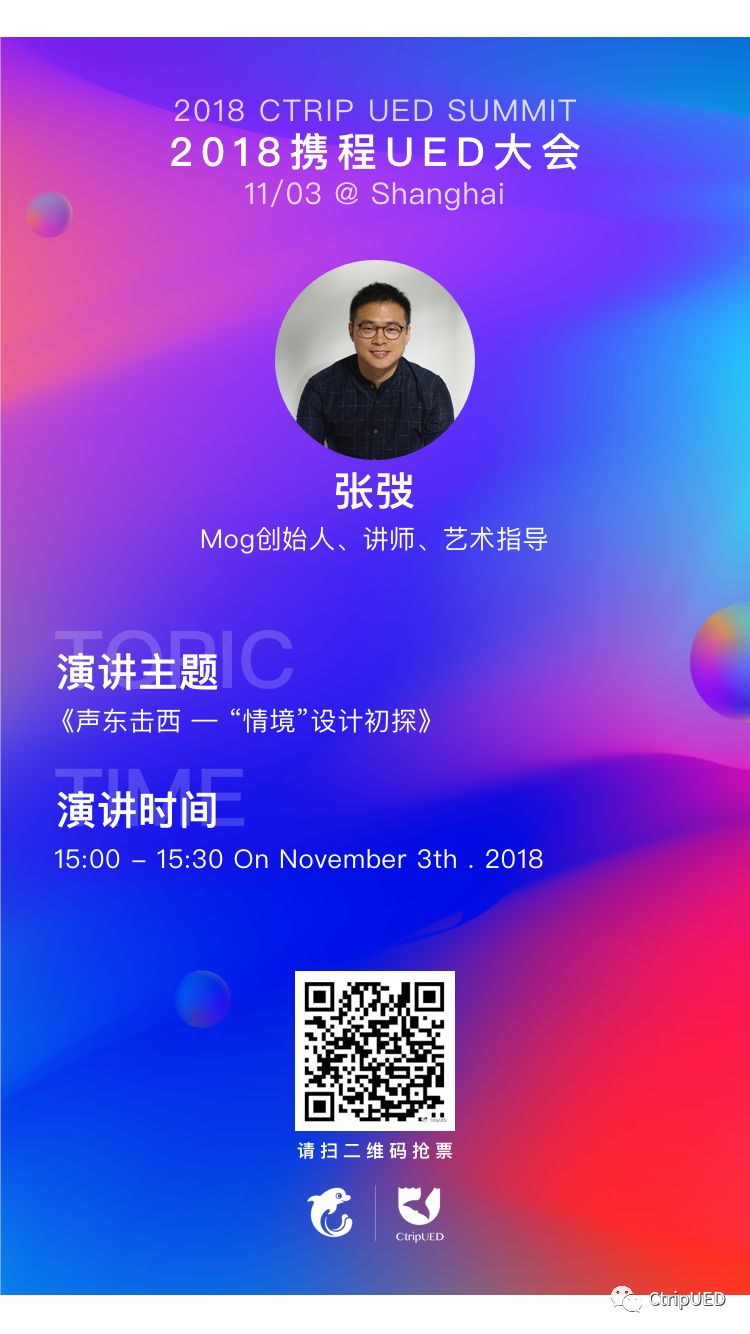 2018 CTRIP UED SUMMIT
2018携程UED大会
11/03 @ Shanghai
张弢
Mog创始人、讲师、艺术指导
TOPIC
演讲主题
《声东击西 — “情境”设计初探》
TIME
演讲时间
15:00 – 15:30 On November 3th . 2018
CtripUED
请扫二维码抢票
CtripUED
CtripUED